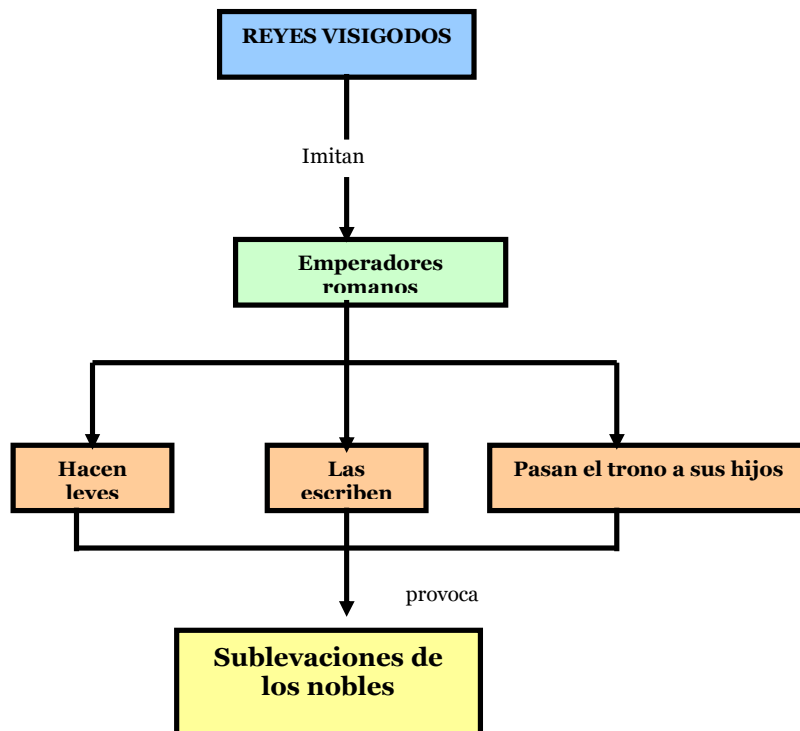 REYES VISIGODOS
Imitan
Emperadores
romanos
Hacen
leyes
Las
escriben
Pasan el trono a sus hijos
provoca
Sublevaciones de
los nobles